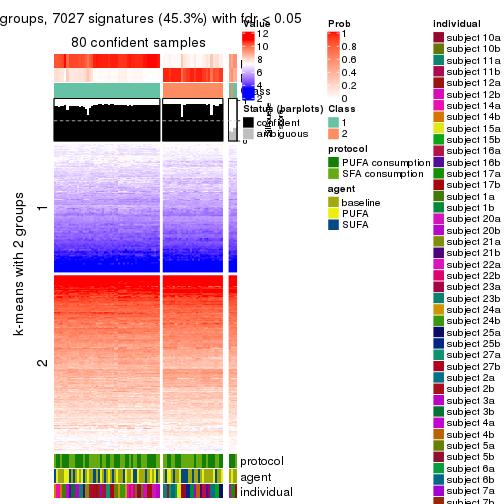 groups, 7027 signatures (45.3%) with fdr < 0.05
80 confident samples
k-means with 2 groups
1
2
protocol
agent
individual
Value
12
10
8
6
4
2
Status (barplots)
confident
ambiguous
Prob
1
0.8
0.6
0.4
0.2
0
Class
1
2
protocol
PUFA consumption
SFA consumption
agent
baseline
PUFA
SUFA
individual
subject 10a
subject 10b
subject 11a
subject 11b
subject 12a
subject 12b
subject 14a
subject 14b
subject 15a
subject 15b
subject 16a
subject 16b
subject 17a
subject 17b
subject 1a
subject 1b
subject 20a
subject 20b
subject 21a
subject 21b
subject 22a
subject 22b
subject 23a
subject 23b
subject 24a
subject 24b
subject 25a
subject 25b
subject 27a
subject 27b
subject 2a
subject 2b
subject 3a
subject 3b
subject 4a
subject 4b
subject 5a
subject 5b
subject 6a
subject 6b
subject 7a
subject 7b